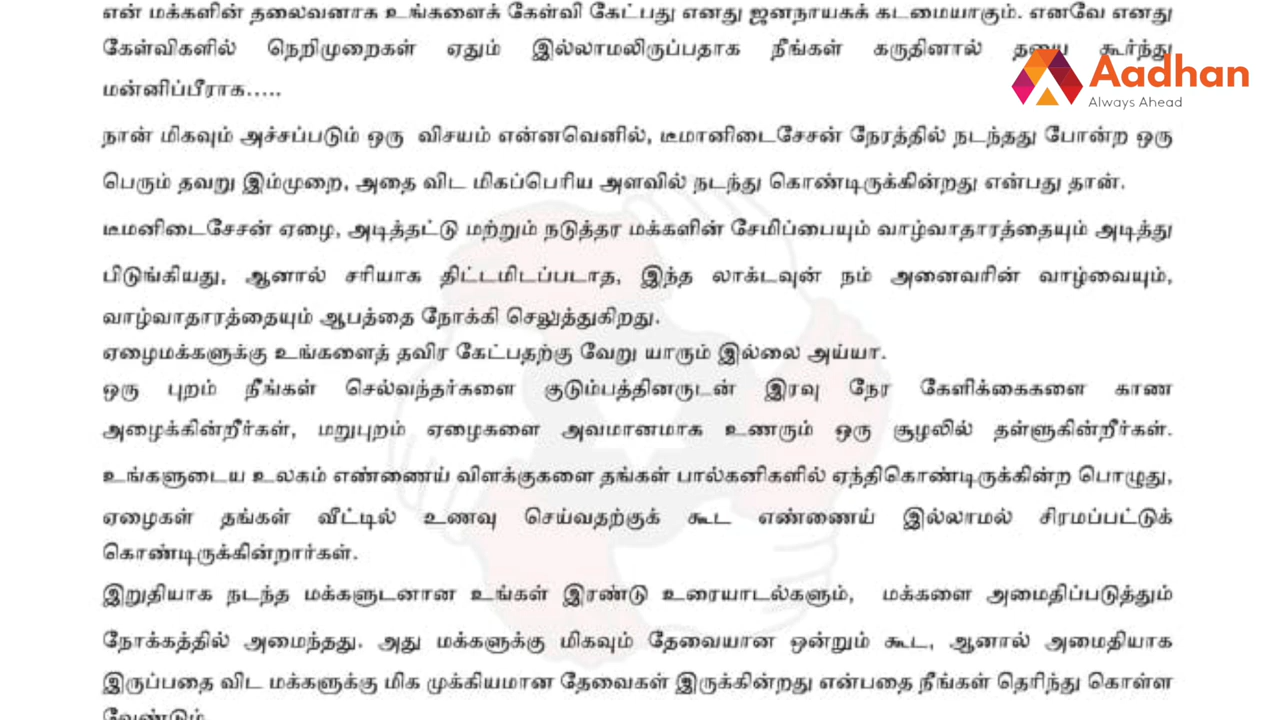 என் மக்களின் தலைவனாக உங்களைக் கேள்வி கேட்பது எனது ஜனநாயகக் கடமையாகும். எனவே எனது
கேள்விகளில் நெறிமுறைகள் ஏதும் இல்லாமலிருப்பதாக நீங்கள் கருதினால் தயை கூர்ந்து
மன்னிப்பீராக.....
Aadhan
Always Ahead
நான் மிகவும் அச்சப்படும் ஒரு விசயம் என்னவெனில், டீமானிடைசேசன் நேரத்தில் நடந்தது போன்ற ஒரு
பெரும் தவறு இம்முறை, அதை விட மிகப்பெரிய அளவில் நடந்து கொண்டிருக்கின்றது என்பது தான்.
டீமனிடைசேசன் ஏழை, அடித்தட்டு மற்றும் நடுத்தர மக்களின் சேமிப்பையும் வாழ்வாதாரத்தையும் அடித்து
பிடுங்கியது, ஆனால் சரியாக திட்டமிடப்படாத, இந்த லாக்டவுன் நம் அனைவரின் வாழ்வையும்,
வாழ்வாதாரத்தையும் ஆபத்தை நோக்கி செலுத்துகிறது.
ஏழைமக்களுக்கு உங்களைத் தவிர கேட்பதற்கு வேறு யாரும் இல்லை அய்யா.
ஒரு புறம் நீங்கள் செல்வந்தர்களை குடும்பத்தினருடன் இரவு நேர கேளிக்கைகளை காண
அழைக்கின்றீர்கள், மறுபுறம் ஏழைகளை அவமானமாக உணரும் ஒரு சூழலில் தள்ளுகின்றீர்கள்.
உங்களுடைய உலகம் எண்ணைய் விளக்குகளை தங்கள் பால்கனிகளில் ஏந்திகொண்டிருக்கின்ற பொழுது,
ஏழைகள் தங்கள் வீட்டில் உணவு செய்வதற்குக் கூட எண்ணைய் இல்லாமல் சிரமப்பட்டுக்
கொண்டிருக்கின்றார்கள்.
இறுதியாக நடந்த மக்களுடனான உங்கள் இரண்டு உரையாடல்களும், மக்களை அமைதிப்படுத்தும்
நோக்கத்தில் அமைந்தது. அது மக்களுக்கு மிகவும் தேவையான ஒன்றும் கூட, ஆனால் அமைதியாக
இருப்பதை விட மக்களுக்கு மிக முக்கியமான தேவைகள் இருக்கின்றது என்பதை நீங்கள் தெரிந்து கொள்ள
வேண்டும்.